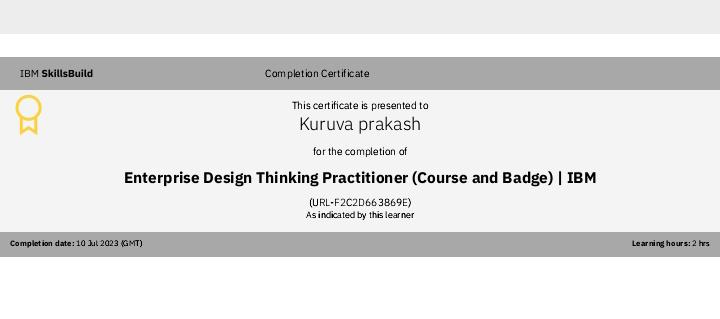 IBM SkillsBuild
Completion Certificate
This certificate is presented to
Kuruva prakash
for the completion of
Enterprise Design Thinking Practitioner (Course and Badge) | IBM
(URL-F2C2D663869E)
As indicated by this learner
Completion date: 10 Jul 2023 (GMT)
Learning hours: 2 hrs